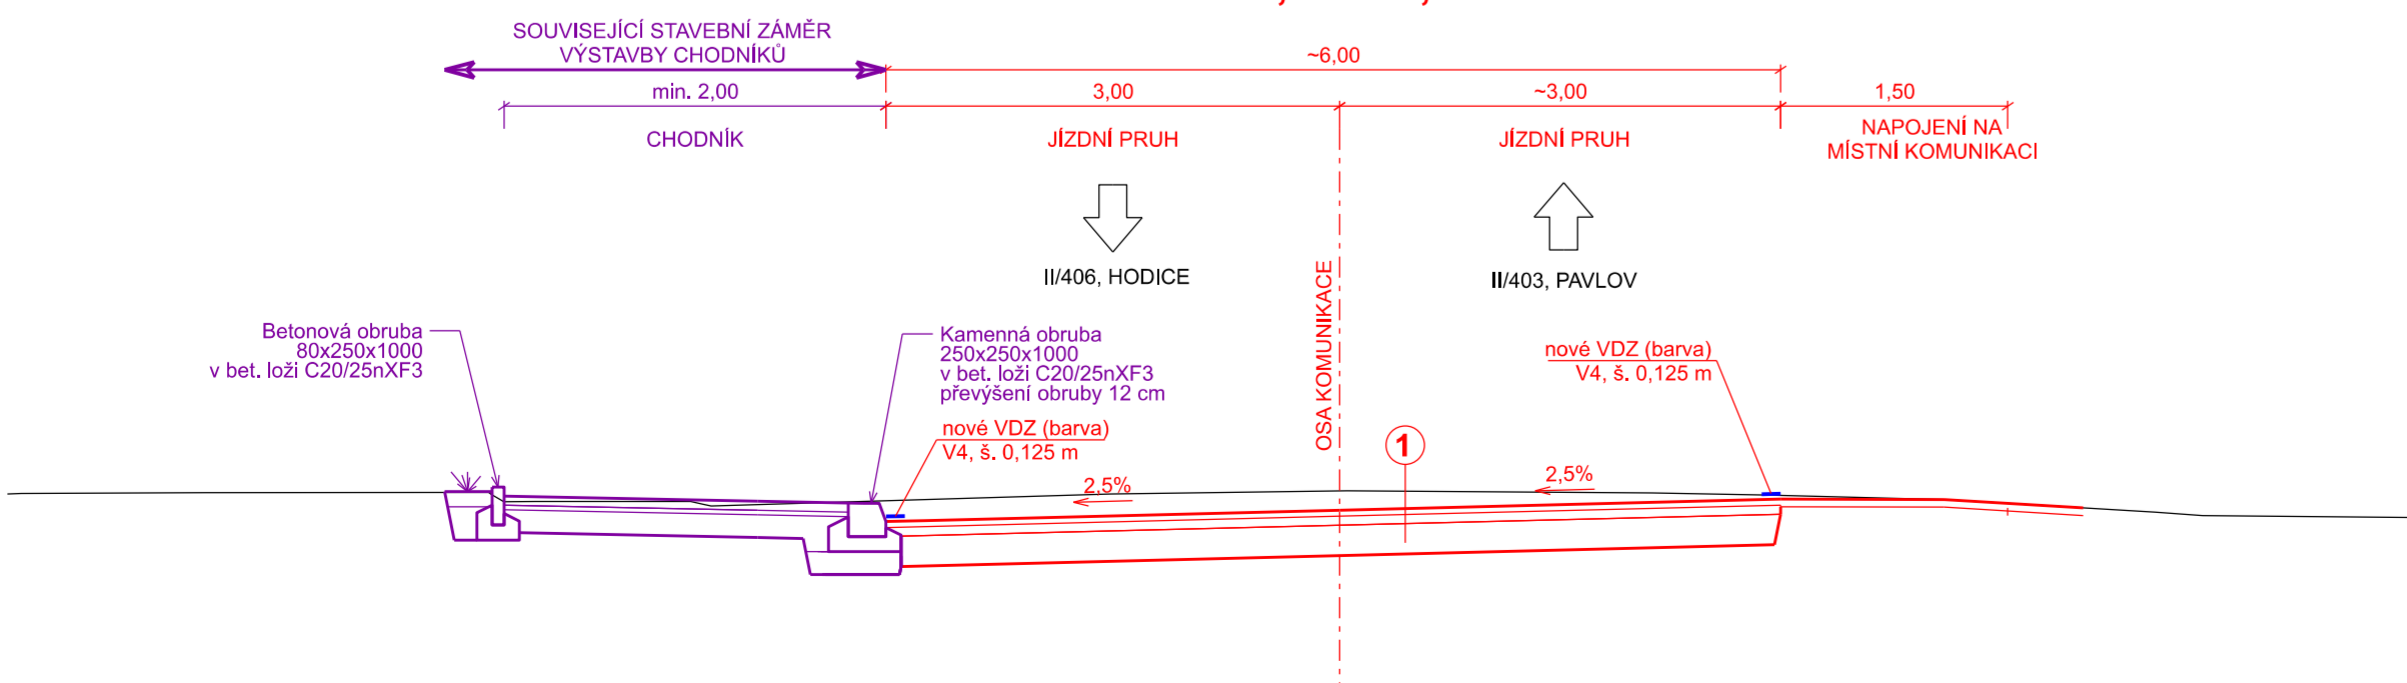 SOUVISEJÍCÍ STAVEBNÍ ZÁMĚR
VÝSTAVBY CHODNÍKŮ
~6,00
min. 2,00
3,00
~3,00
1,50
CHODNÍK
JÍZDNÍ PRUH
JÍZDNÍ PRUH
NAPOJENÍ NA
MÍSTNÍ KOMUNIKACI
II/406, HODICE
II/403, PAVLOV
OSA KOMUNIKACE
Betonová obruba
80x250x1000
v bet. loži C20/25nXF3
Kamenná obruba
250x250x1000
v bet. loži C20/25nXF3
převýšení obruby 12 cm
nové VDZ (barva)
V4, š. 0,125 m
nové VDZ (barva)
V4, š. 0,125 m
1
2,5%
2,5%